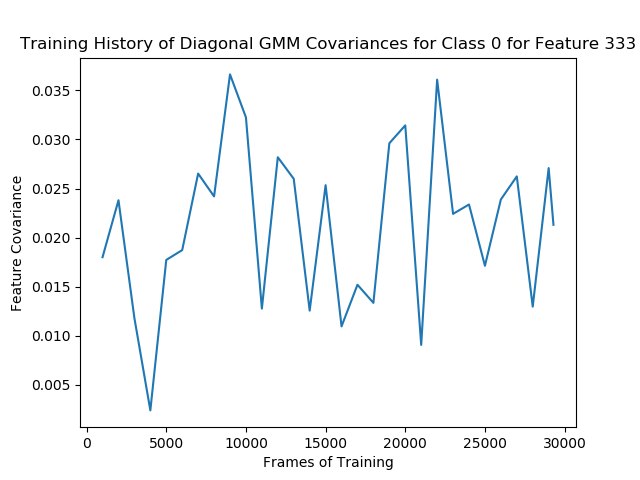 Training History of Diagonal GMM Covariances for Class 0 for Feature 333
0.035
0.030
0.025
0.020
0.015
0.010
0.005
Feature Covariance
0 5000 10000 15000 20000 25000 30000
Frames of Training